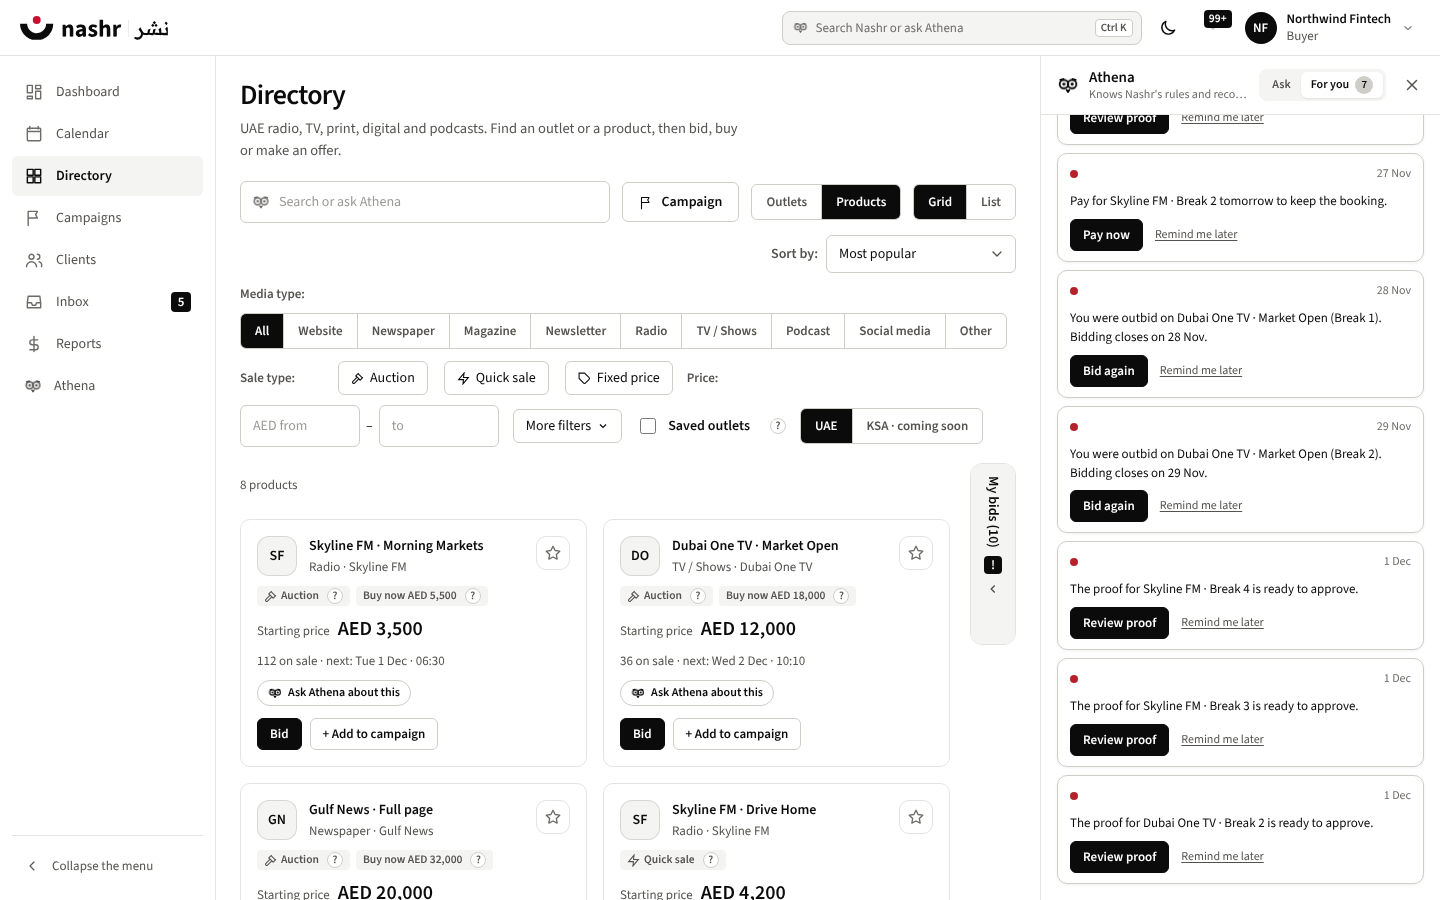 nashr نشر
Search Nashr or ask Athena
Ctrl K
99+
NF
Northwind Fintech
Buyer
Dashboard
Calendar
Directory
Campaigns
Clients
Inbox
5
Reports
Athena
Collapse the menu
Directory
UAE radio, TV, print, digital and podcasts. Find an outlet or a product, then bid, buy
or make an offer.
Search or ask Athena
Campaign
Outlets
Products
Grid
List
Sort by:
Most popular
Media type:
All
Website
Newspaper
Magazine
Newsletter
Radio
TV / Shows
Podcast
Social media
Other
Sale type:
Auction
Quick sale
Fixed price
Price:
AED from
–
to
More filters
Saved outlets
?
UAE
KSA · coming soon
8 products
My bids (10)
!
SF
Skyline FM · Morning Markets
Radio · Skyline FM
Auction ?
Buy now AED 5,500 ?
Starting price AED 3,500
112 on sale · next: Tue 1 Dec · 06:30
Ask Athena about this
Bid
+ Add to campaign
DO
Dubai One TV · Market Open
TV / Shows · Dubai One TV
Auction ?
Buy now AED 18,000 ?
Starting price AED 12,000
36 on sale · next: Wed 2 Dec · 10:10
Ask Athena about this
Bid
+ Add to campaign
GN
Gulf News · Full page
Newspaper · Gulf News
Auction ?
Buy now AED 32,000 ?
Starting price AED 20,000
SF
Skyline FM · Drive Home
Radio · Skyline FM
Quick sale ?
Starting price AED 4,200
Athena
Knows Nashr's rules and reco…
Ask
For you 7
Review proof
Remind me later
27 Nov
Pay for Skyline FM · Break 2 tomorrow to keep the booking.
Pay now
Remind me later
28 Nov
You were outbid on Dubai One TV · Market Open (Break 1).
Bidding closes on 28 Nov.
Bid again
Remind me later
29 Nov
You were outbid on Dubai One TV · Market Open (Break 2).
Bidding closes on 29 Nov.
Bid again
Remind me later
1 Dec
The proof for Skyline FM · Break 4 is ready to approve.
Review proof
Remind me later
1 Dec
The proof for Skyline FM · Break 3 is ready to approve.
Review proof
Remind me later
1 Dec
The proof for Dubai One TV · Break 2 is ready to approve.
Review proof
Remind me later